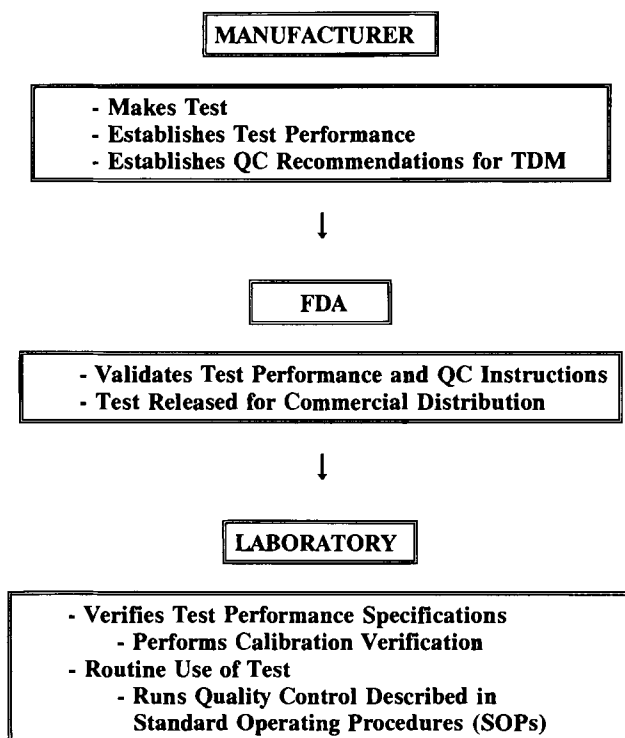 MANUFACTURER
- Makes Test
- Establishes Test Performance
- Establishes QC Recommendations for TDM
↓
FDA
- Validates Test Performance and QC Instructions
- Test Released for Commercial Distribution
↓
LABORATORY
- Verifies Test Performance Specifications
- Performs Calibration Verification
- Routine Use of Test
- Runs Quality Control Described in
Standard Operating Procedures (SOPs)